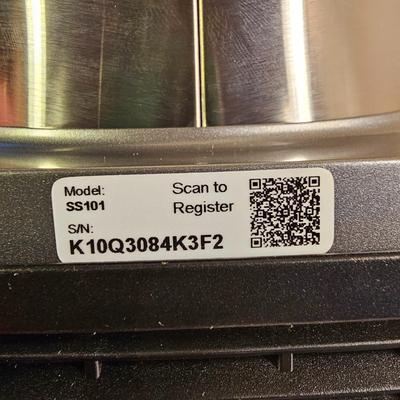 Model:
SS101
Scan to
Register
S/N:
K10Q3084K3F2